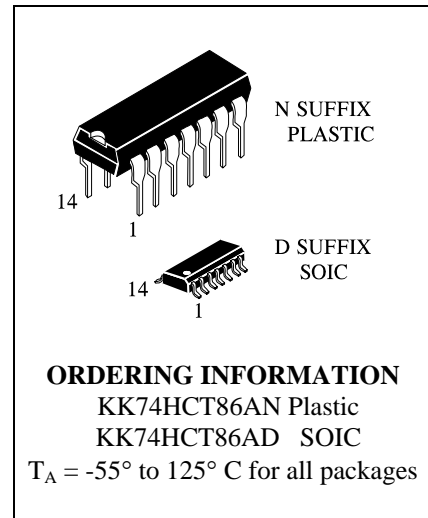 N SUFFIX
PLASTIC
14
1
D SUFFIX
SOIC
14
1
ORDERING INFORMATION
KK74HCT86AN Plastic
KK74HCT86AD SOIC
T_A = -55° to 125° C for all packages